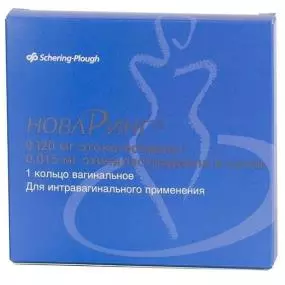 Schering-Plough
НОВАРИНГ
0,120 мг
0,015 мг
1 кольцо вагинальное
Для интравагинального применения